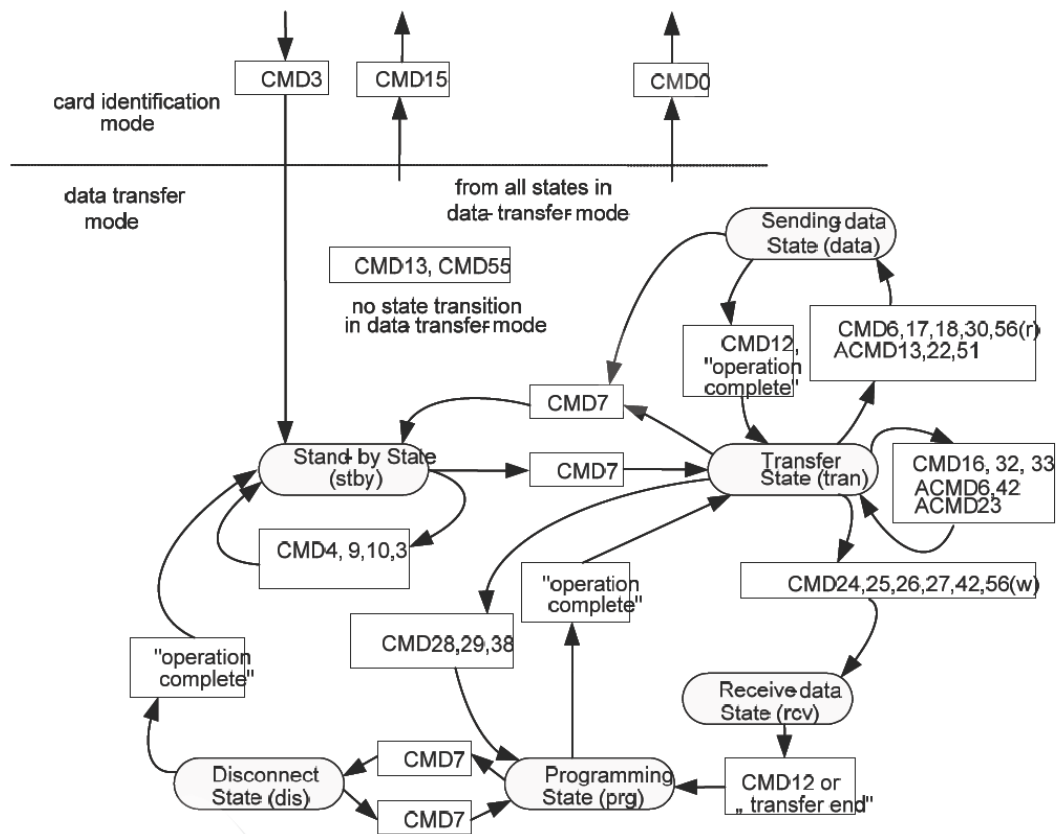 CMD3
CMD15
CMD0
card identification
mode
data transfer
mode
from all states in
data-transfer-mode
Sending-data
State (data)
CMD13, CMD55
no state transition
in data transfer-mode
CMD6,17,18,30,56(r)
ACMD13,22,51
CMD12,
"operation
complete"
CMD7
Stand-by State
(stby)
CMD7
Transfer
State (tran)
CMD16, 32, 33
ACMD6,42
ACMD23
CMD4, 9,10,3
"operation
complete"
CMD24,25,26,27,42,56(w)
CMD28,29,38
"operation
complete"
Receive-data
State (rcv)
Disconnect
State (dis)
CMD7
CMD7
Programming
State (prg)
CMD12 or
„ transfer end"